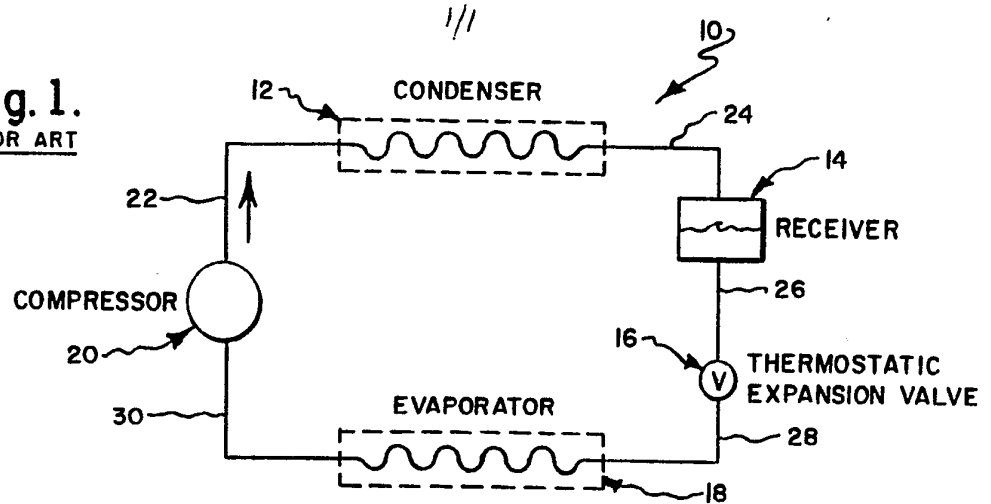 1/1
g. 1.
OR ART
10
12
CONDENSER
24
14
22
RECEIVER
COMPRESSOR
26
20
16
V
THERMOSTATIC
EXPANSION VALVE
30
EVAPORATOR
28
18